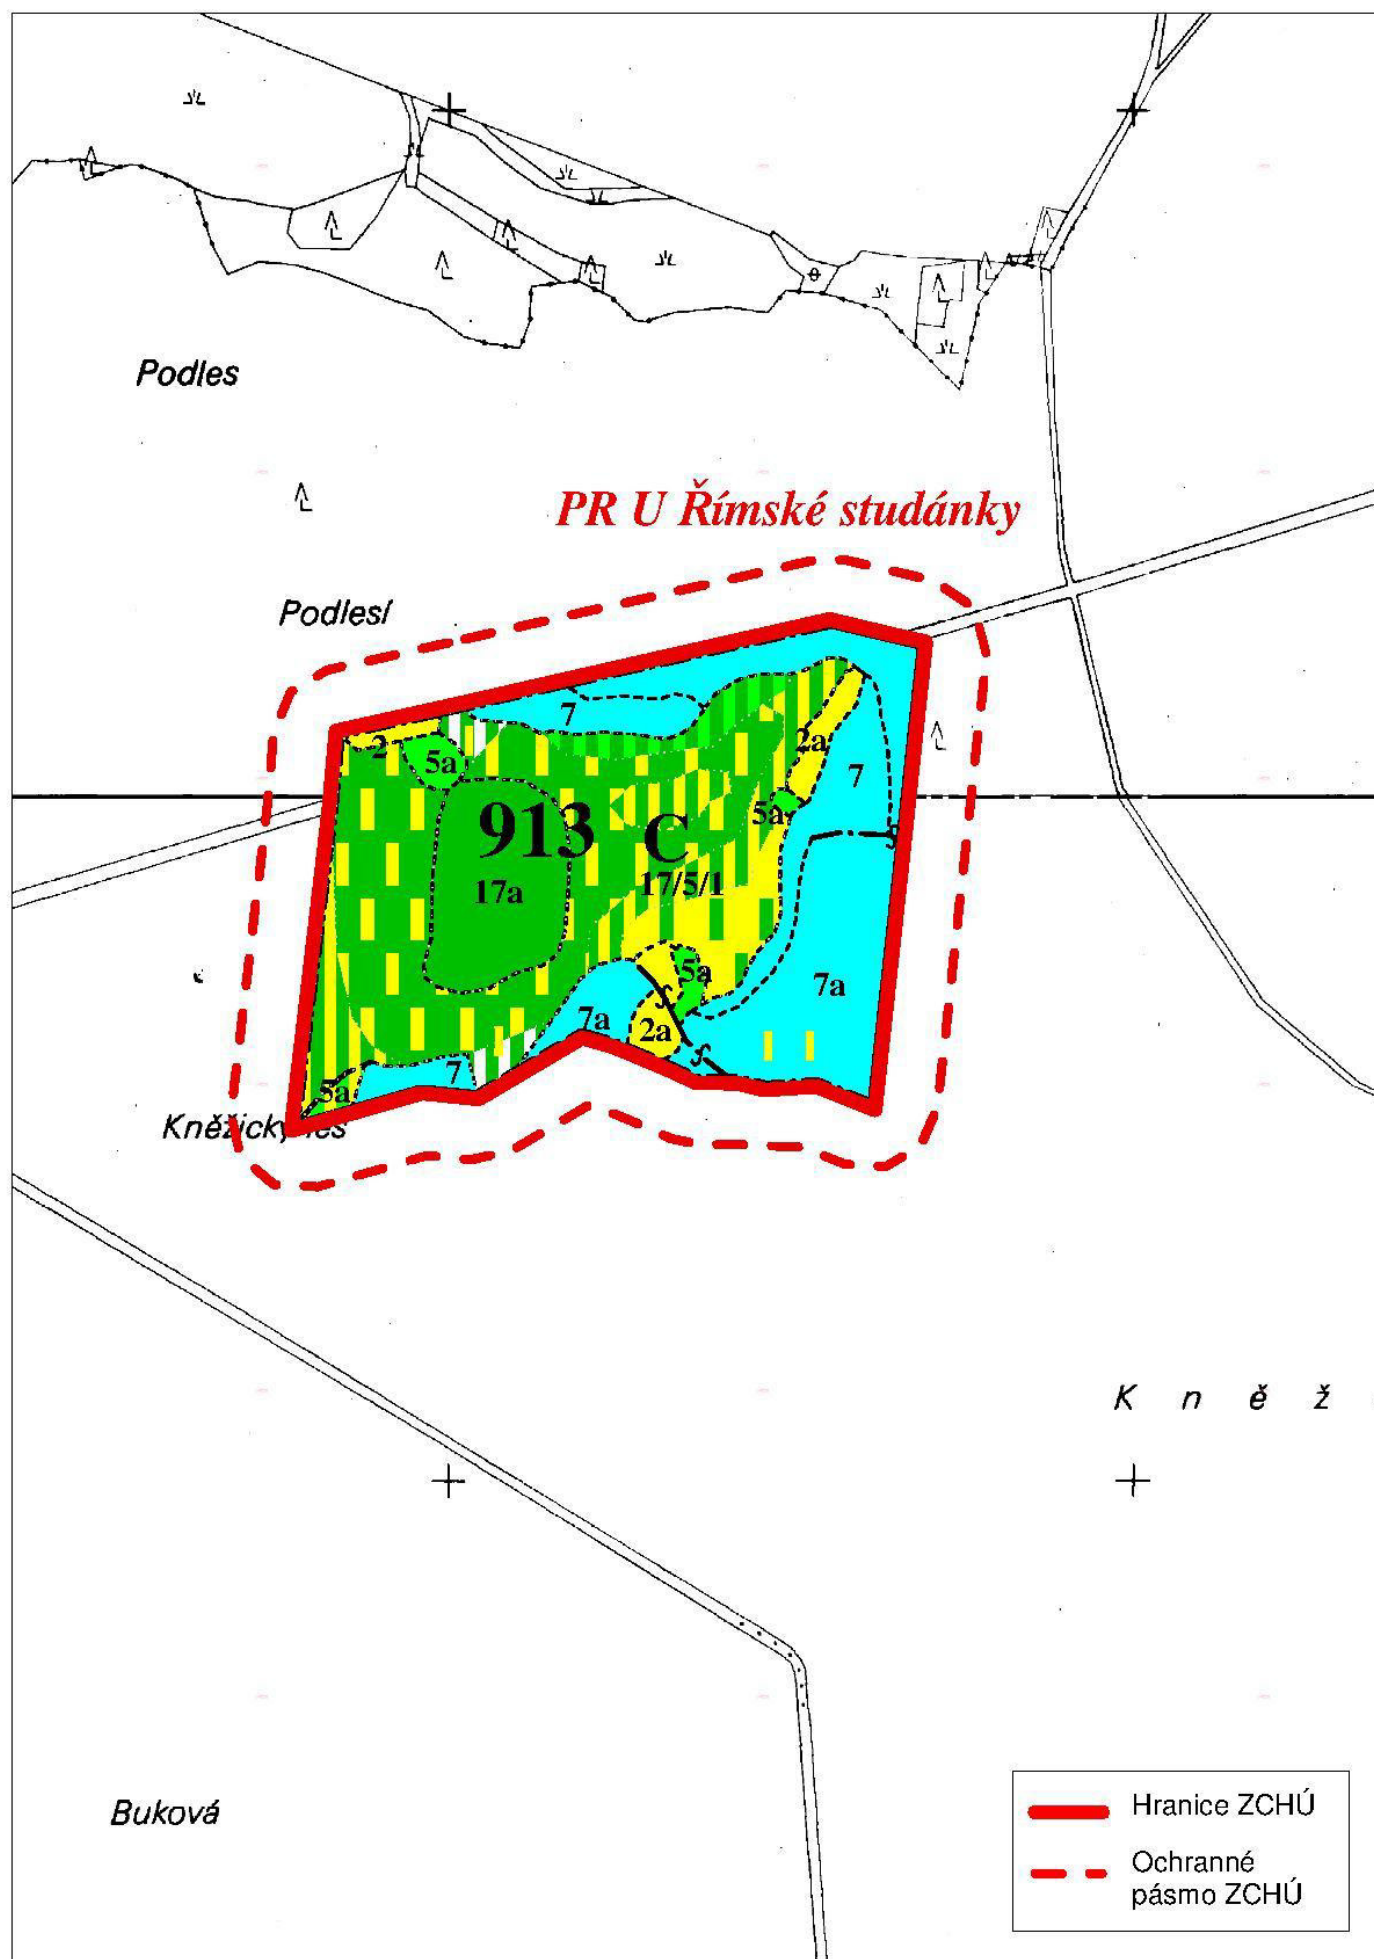 Podles
PR U Římské studánky
Podlesí
7
2
5a
2a
7
5a
913 C
17a
17/5/1
5a
7a
7a
2a
7
5a
Kněžický les
K n ě ž
Buková
Hranice ZCHÚ
Ochranné
pásmo ZCHÚ